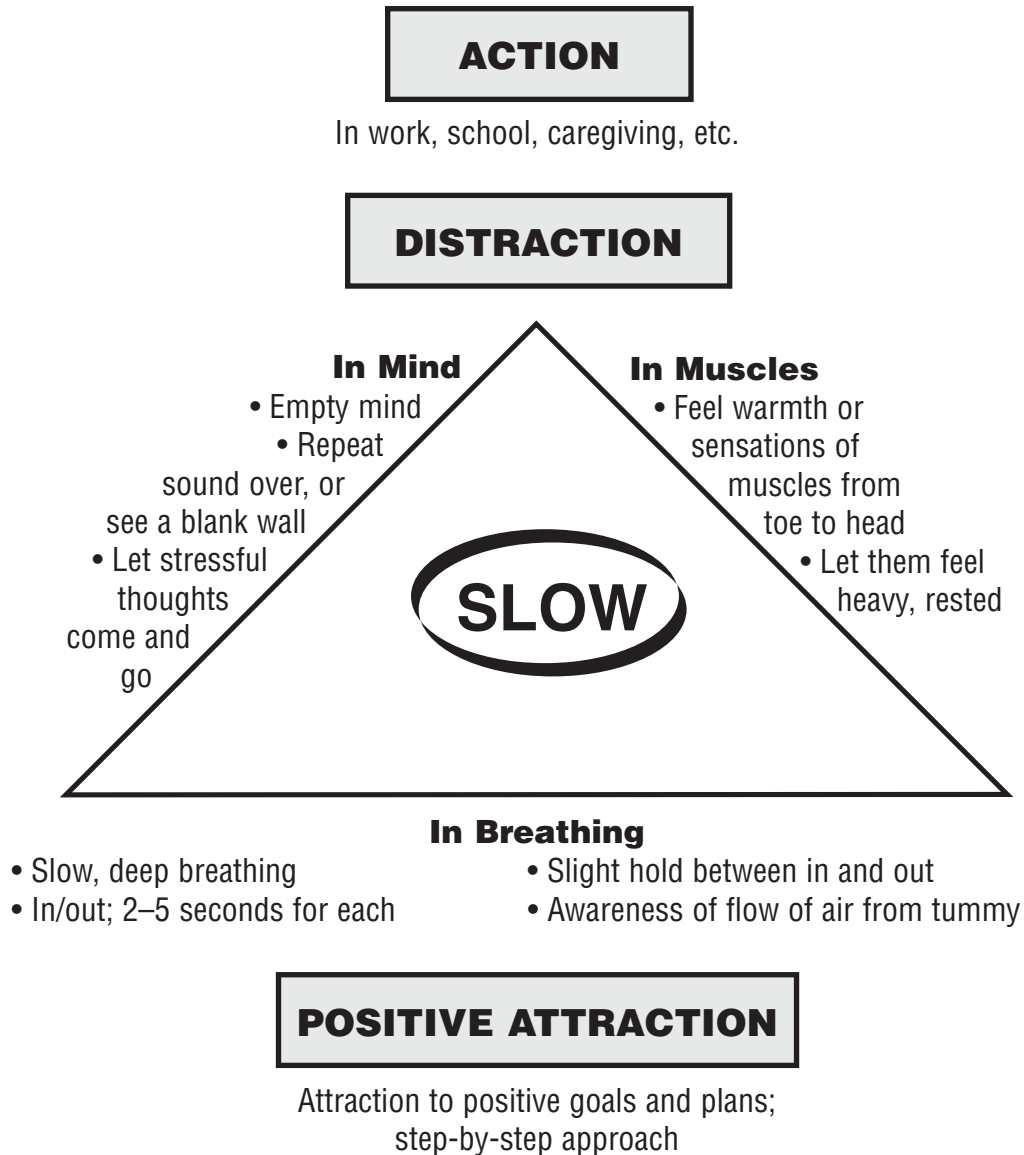 ACTION
In work, school, caregiving, etc.
DISTRACTION
In Mind
• Empty mind
• Repeat
sound over, or
see a blank wall
• Let stressful
thoughts
come and
go
In Muscles
• Feel warmth or
sensations of
muscles from
toe to head
• Let them feel
heavy, rested
SLOW
In Breathing
• Slow, deep breathing
• In/out; 2–5 seconds for each
• Slight hold between in and out
• Awareness of flow of air from tummy
POSITIVE ATTRACTION
Attraction to positive goals and plans;
step-by-step approach